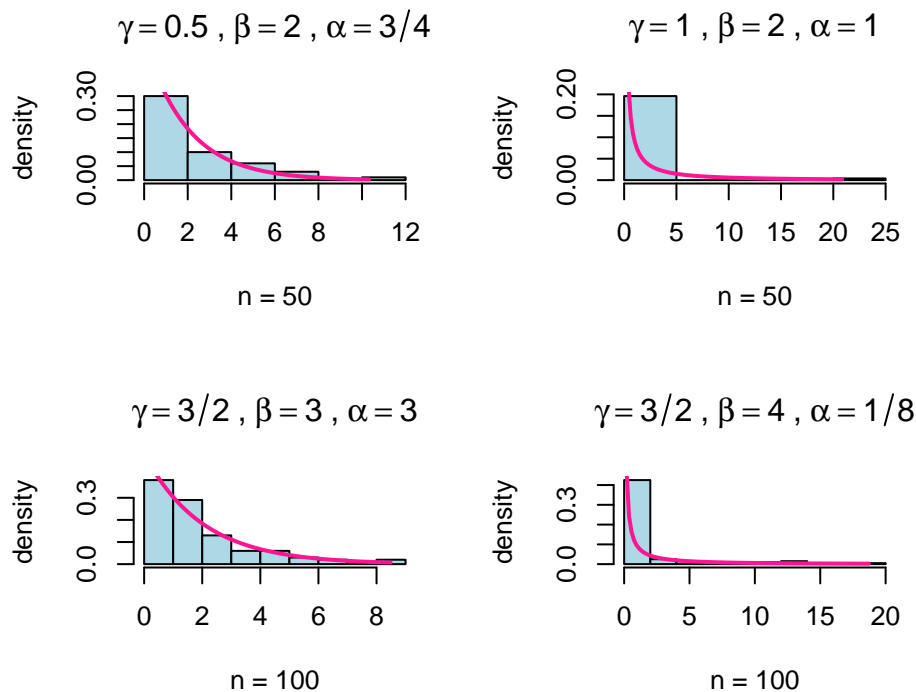 γ = 0.5 , β = 2 , α = 3/4
density
0.00 0.30
0 2 4 6 8 12
n = 50
γ = 1 , β = 2 , α = 1
density
0.00 0.20
0 5 10 15 20 25
n = 50
γ = 3/2 , β = 3 , α = 3
density
0.0 0.3
0 2 4 6 8
n = 100
γ = 3/2 , β = 4 , α = 1/8
density
0.0 0.3
0 5 10 15 20
n = 100